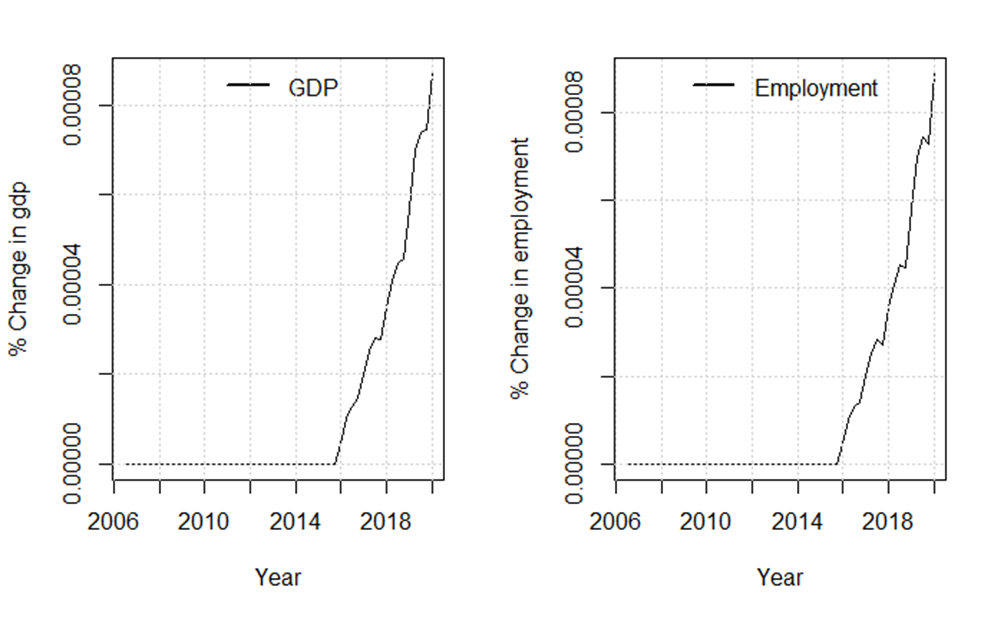 GDP
% Change in gdp
0.00008
0.00004
0.00000
2006 2010 2014 2018
Year
Employment
% Change in employment
0.00008
0.00004
0.00000
2006 2010 2014 2018
Year